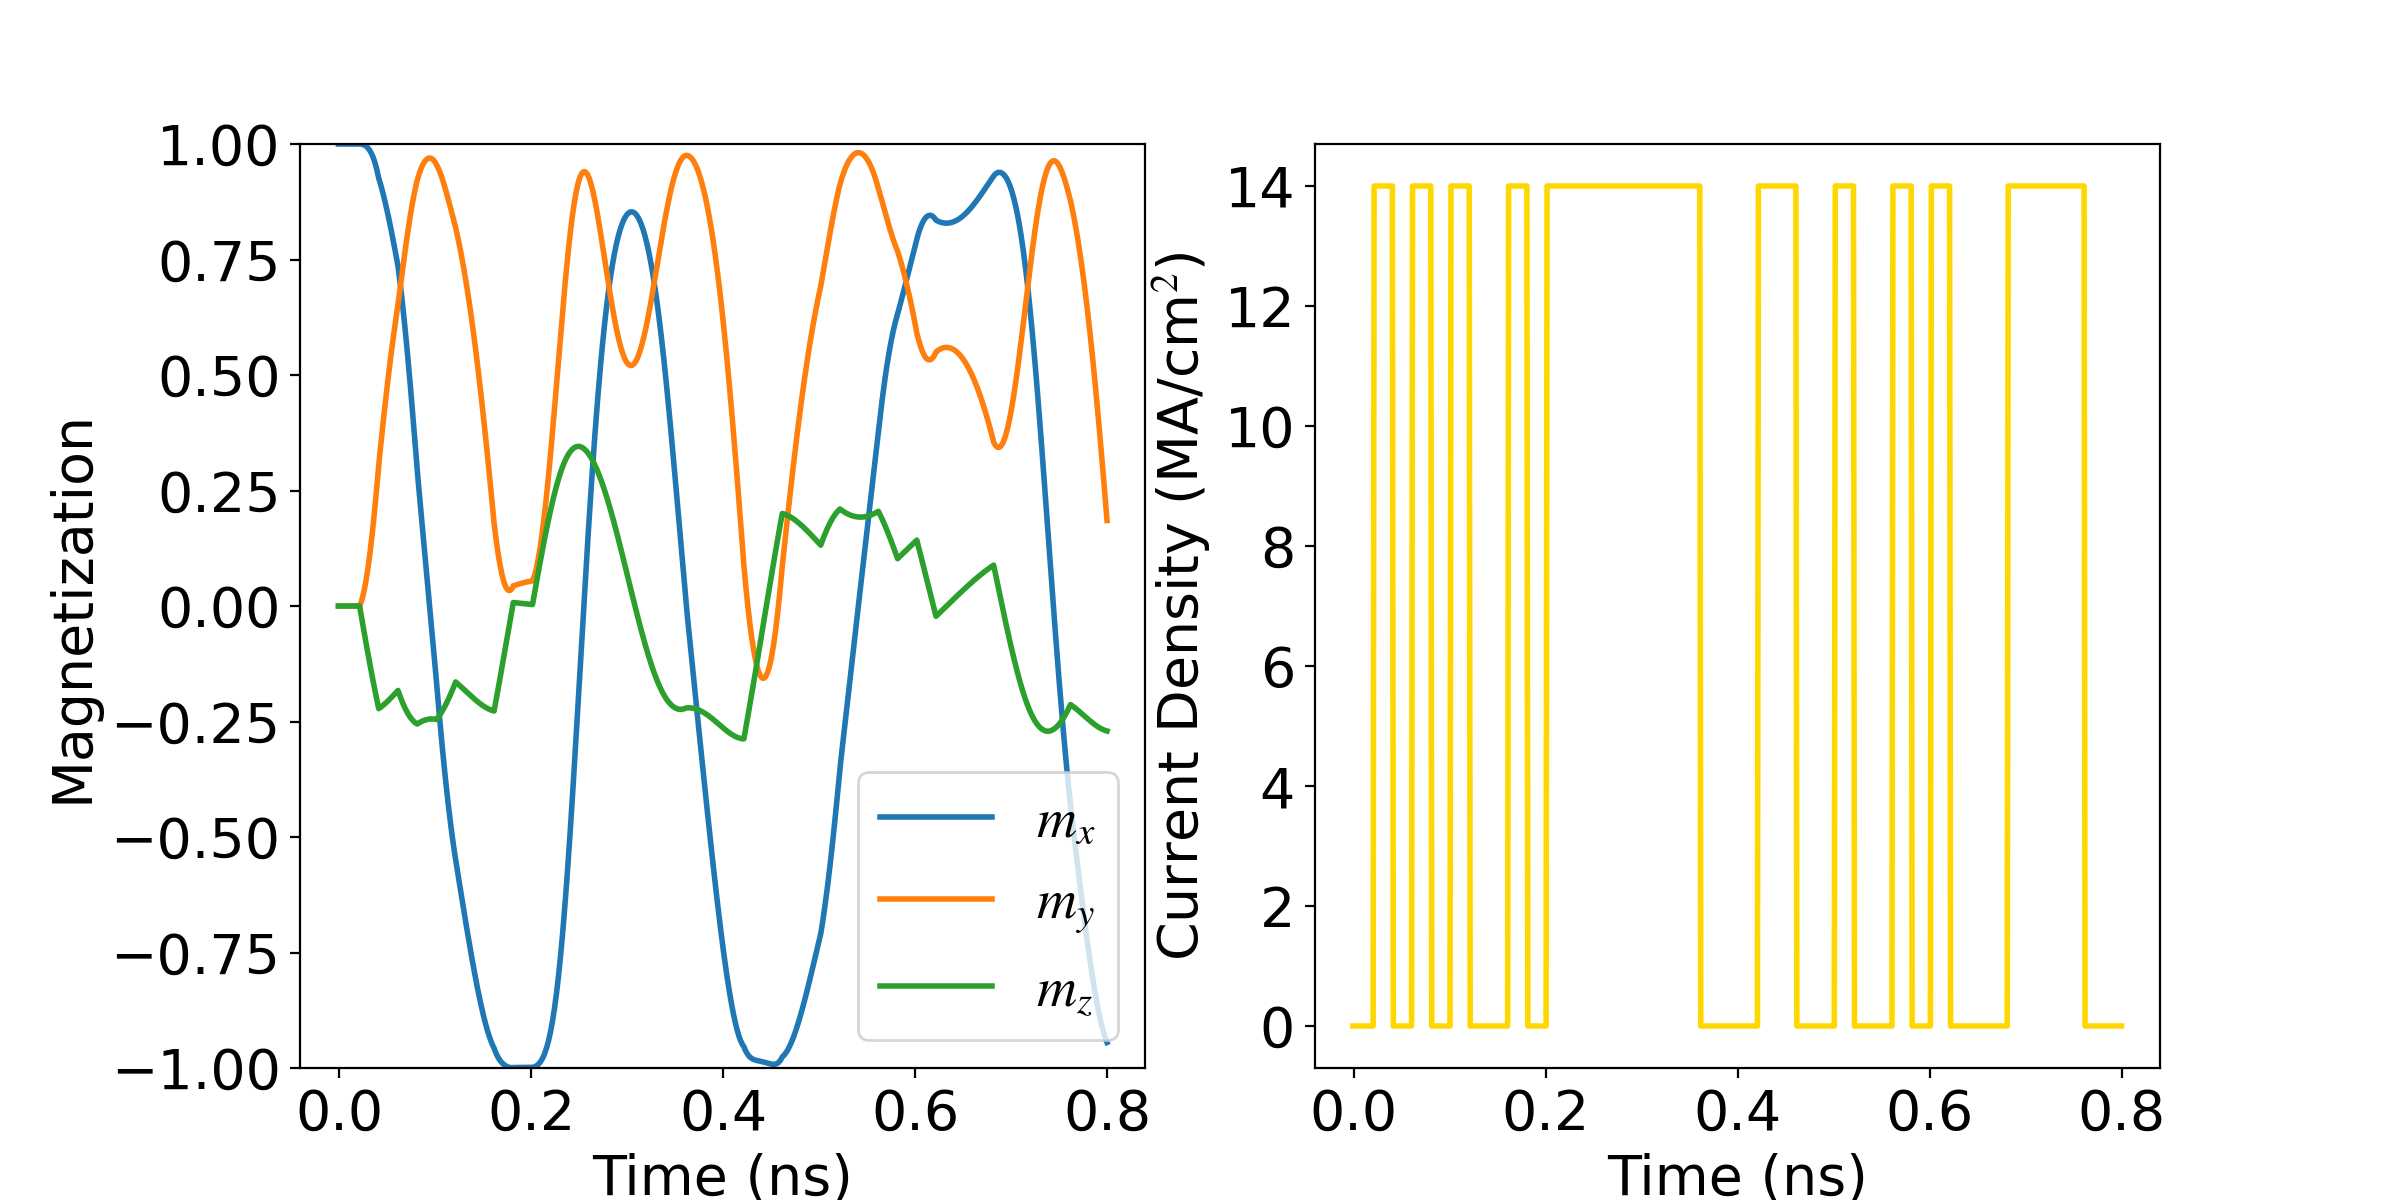 Magnetization
1.00
0.75
0.50
0.25
0.00
−0.25
−0.50
−0.75
−1.00
0.0 0.2 0.4 0.6 0.8
Time (ns)
m_x
m_y
m_z
Current Density (MA/cm²)
14
12
10
8
6
4
2
0
0.0 0.2 0.4 0.6 0.8
Time (ns)